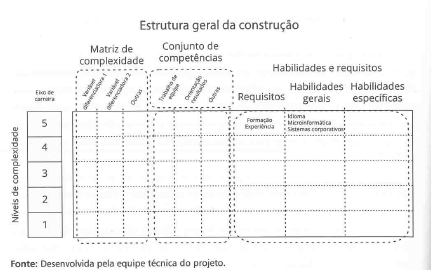 Estrutura geral da construção
Matriz de
complexidade
Conjunto de
competências
Habilidades e requisitos
Eixo de
carreira
Variável
diferenciadora 1
Variável
diferenciadora 2
Outras
Trabalho de
equipe
Orientação
resultados
Outras
Requisitos
Habilidades
gerais
Habilidades
específicas
Níveis de complexidade
5
Formação
Experiência
Idioma
Microinformática
Sistemas corporativos
4
3
2
1
Fonte: Desenvolvida pela equipe técnica do projeto.